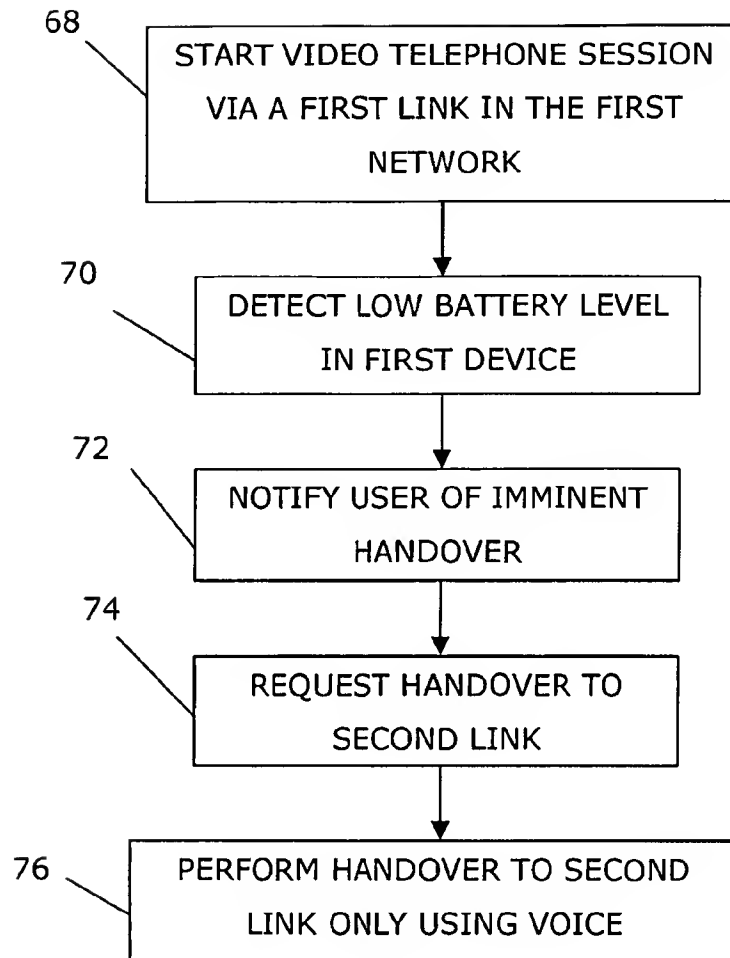 68
START VIDEO TELEPHONE SESSION
VIA A FIRST LINK IN THE FIRST
NETWORK
70
DETECT LOW BATTERY LEVEL
IN FIRST DEVICE
72
NOTIFY USER OF IMMINENT
HANDOVER
74
REQUEST HANDOVER TO
SECOND LINK
76
PERFORM HANDOVER TO SECOND
LINK ONLY USING VOICE